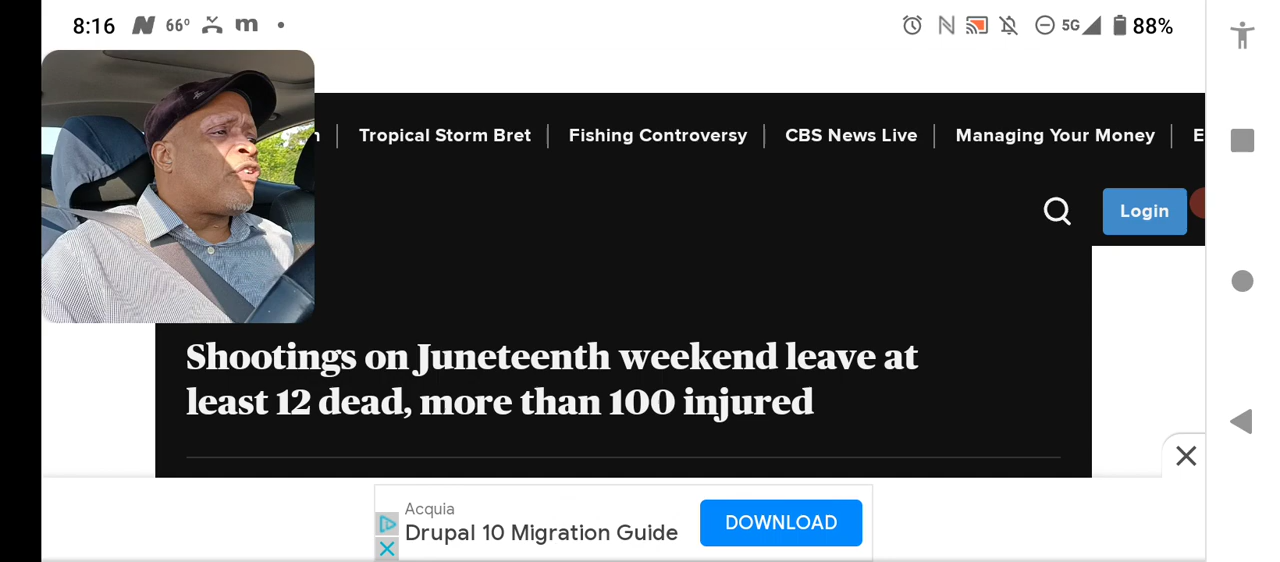 8:16 N 66° m 5G 88%
Tropical Storm Bret | Fishing Controversy | CBS News Live | Managing Your Money | E
Login
Shootings on Juneteenth weekend leave at
least 12 dead, more than 100 injured
Acquia
Drupal 10 Migration Guide
DOWNLOAD